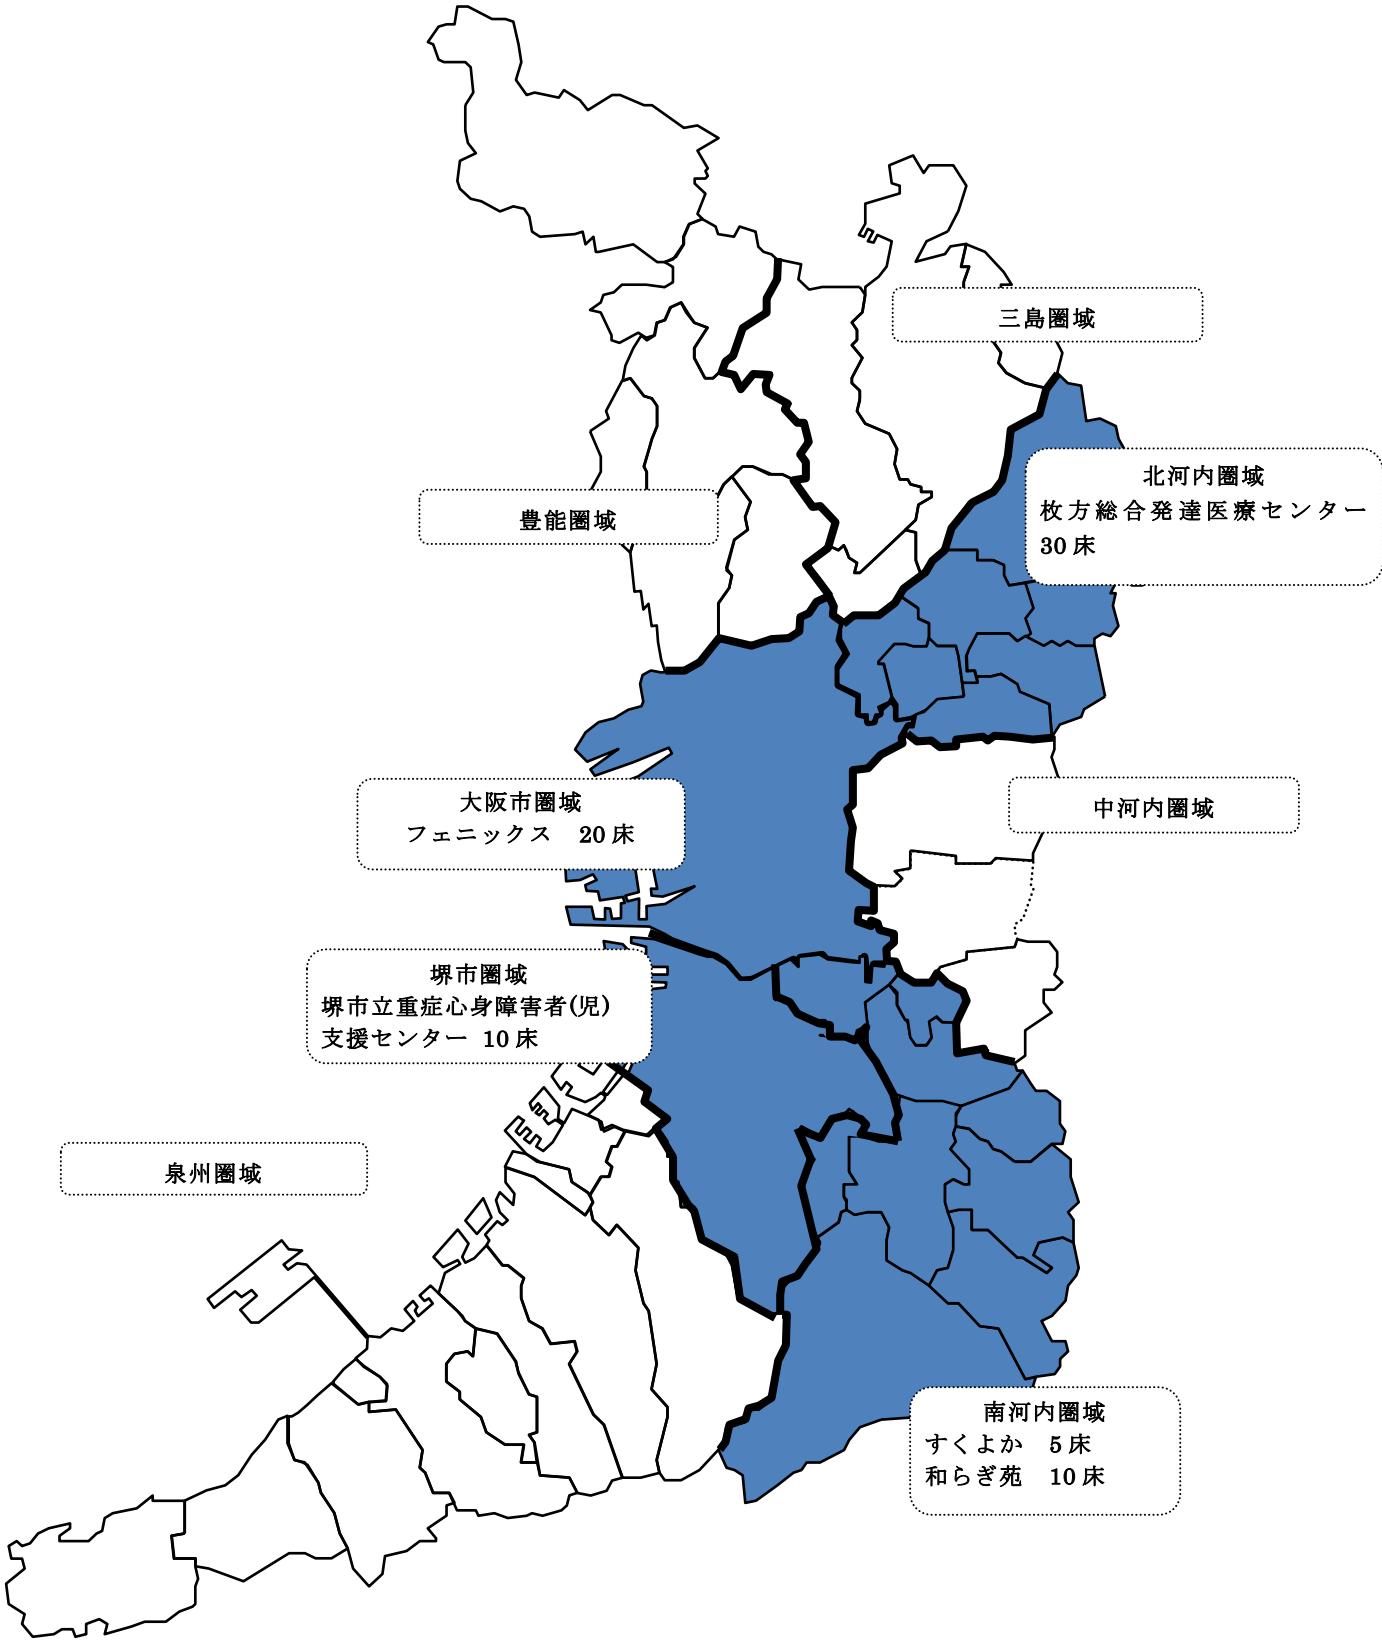 三島圏域
北河内圏域
枚方総合発達医療センター
30床
豊能圏域
大阪市圏域
フェニックス　20床
中河内圏域
堺市圏域
堺市立重症心身障害者(児)
支援センター 10床
泉州圏域
南河内圏域
すくよか　5床
和らぎ苑　10床